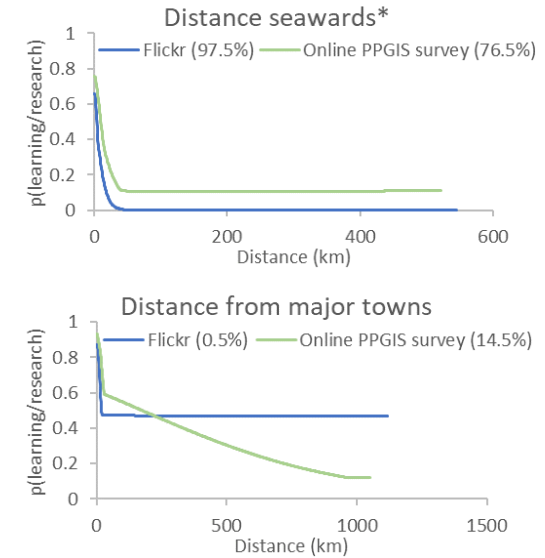 Distance seawards*
Flickr (97.5%) Online PPGIS survey (76.5%)
p(learning/research)
1
0.8
0.6
0.4
0.2
0
0 200 400 600
Distance (km)
Distance from major towns
Flickr (0.5%) Online PPGIS survey (14.5%)
p(learning/research)
1
0.8
0.6
0.4
0.2
0
0 500 1000 1500
Distance (km)